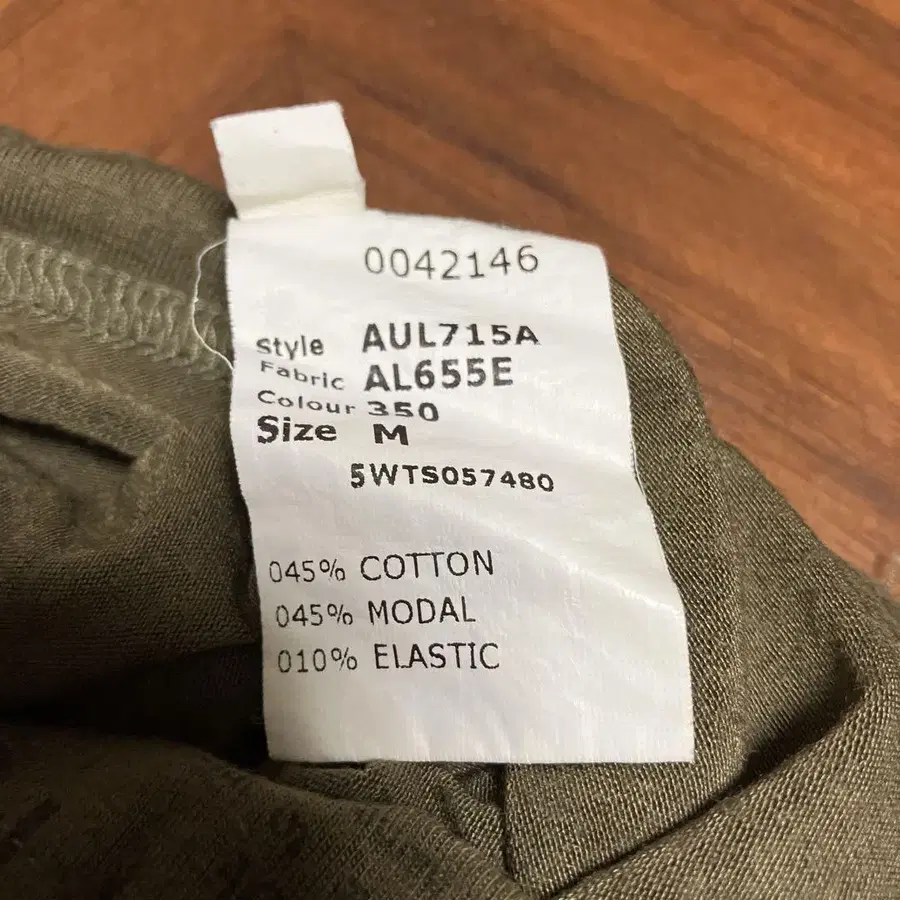 0042146
Style AUL715A
Fabric AL655E
Colour 350
Size M
5WTS057480
045% COTTON
045% MODAL
010% ELASTIC